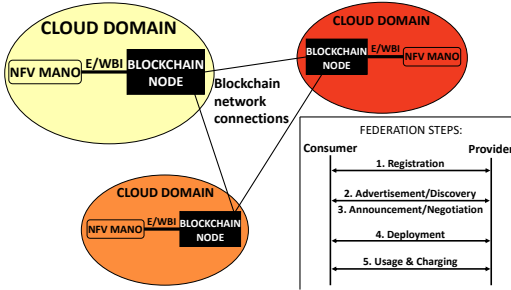 CLOUD DOMAIN
NFV MANO
E/WBI
BLOCKCHAIN
NODE
CLOUD DOMAIN
BLOCKCHAIN
NODE
E/WBI
NFV MANO
Blockchain
network
connections
CLOUD DOMAIN
NFV MANO
E/WBI
BLOCKCHAIN
NODE
FEDERATION STEPS:
Consumer
Provider
1. Registration
2. Advertisement/Discovery
3. Announcement/Negotiation
4. Deployment
5. Usage & Charging